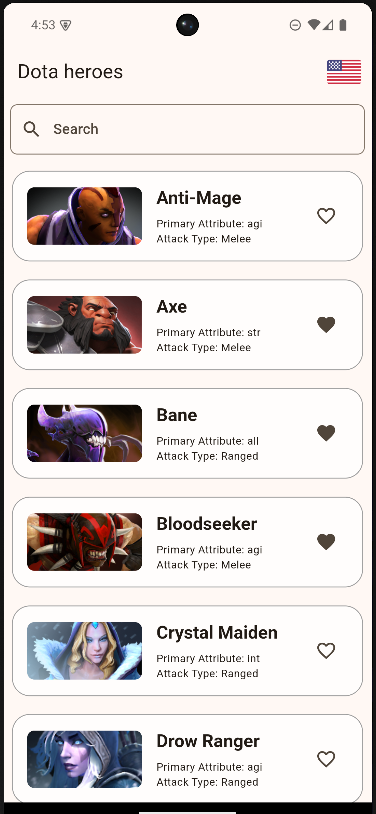 4:53
Dota heroes
Search
Anti-Mage
Primary Attribute: agi
Attack Type: Melee
Axe
Primary Attribute: str
Attack Type: Melee
Bane
Primary Attribute: all
Attack Type: Ranged
Bloodseeker
Primary Attribute: agi
Attack Type: Melee
Crystal Maiden
Primary Attribute: int
Attack Type: Ranged
Drow Ranger
Primary Attribute: agi
Attack Type: Ranged